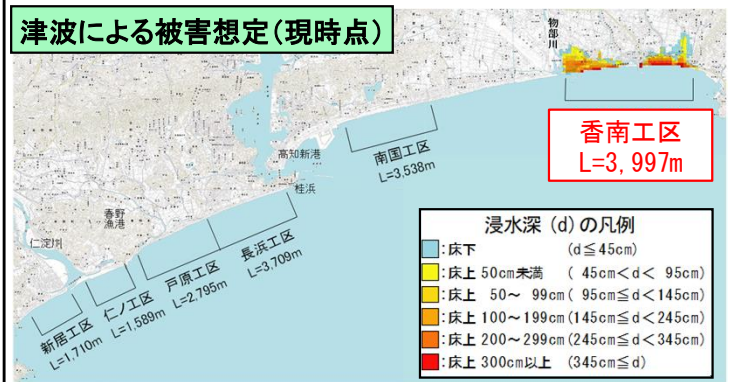 津波による被害想定(現時点)
物部川
香南工区
L=3,997m
南国工区
L=3,538m
高知新港
桂浜
長浜工区
L=3,709m
戸原工区
L=2,795m
仁ノ工区
L=1,589m
新居工区
L=1,710m
春野
漁港
仁淀川
浸水深(d)の凡例
:床下 (d≦45cm)
:床上 50cm未満 ( 45cm<d< 95cm)
:床上 50~ 99cm( 95cm≦d<145cm)
:床上 100~199cm(145cm≦d<245cm)
:床上 200~299cm(245cm≦d<345cm)
:床上 300cm以上 (345cm≦d)